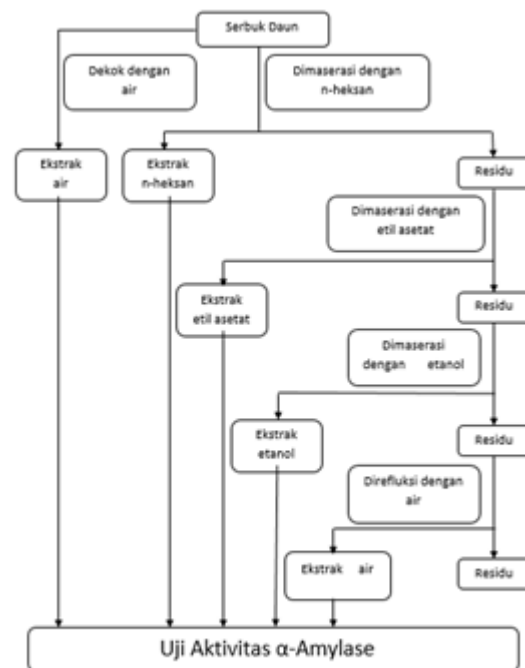 Serbuk Daun
Dekok dengan
air
Dimaserasi dengan
n-heksan
Ekstrak
air
Ekstrak
n-heksan
Residu
Dimaserasi dengan
etil asetat
Ekstrak
etil asetat
Residu
Dimaserasi
dengan etanol
Ekstrak
etanol
Residu
Direfluksi dengan
air
Ekstrak air
Residu
Uji Aktivitas α-Amylase